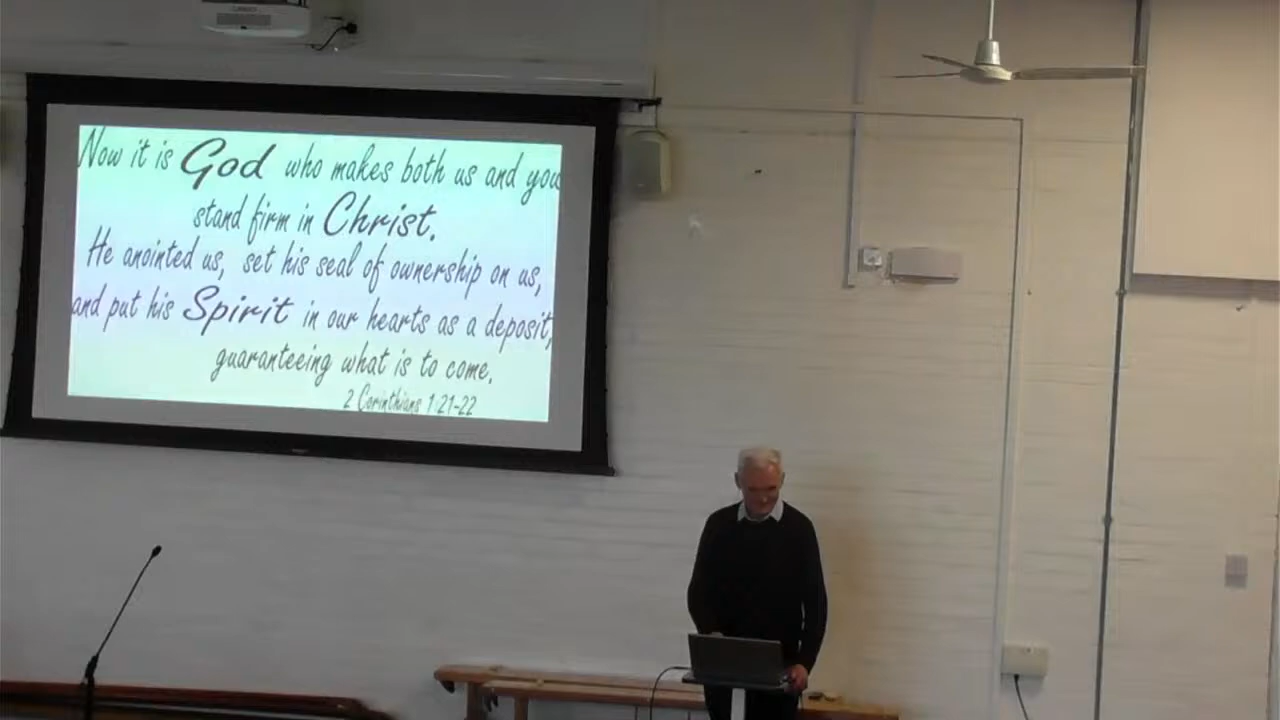 Now it is God who makes both us and you
stand firm in Christ.
He anointed us, set his seal of ownership on us,
and put his Spirit in our hearts as a deposit,
guaranteeing what is to come.
2 Corinthians 1:21-22